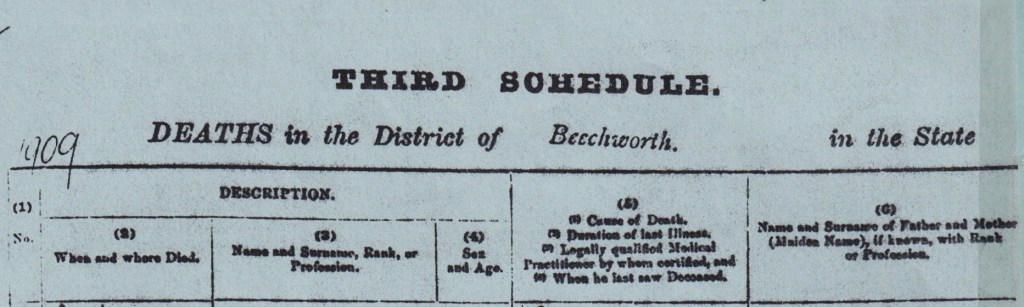 THIRD SCHEDULE.
DEATHS in the District of Beechworth. in the State
1909
DESCRIPTION.
(1)
No.
(2)
When and where Died.
(3)
Name and Surname, Rank, or
Profession.
(4)
Sex
and Age.
(5)
(1) Cause of Death.
(2) Duration of last Illness.
(3) Legally qualified Medical
Practitioner by whom certified, and
(4) When he last saw Deceased.
(6)
Name and Surname of Father and Mother
(Maiden Name), if known, with Rank
or Profession.